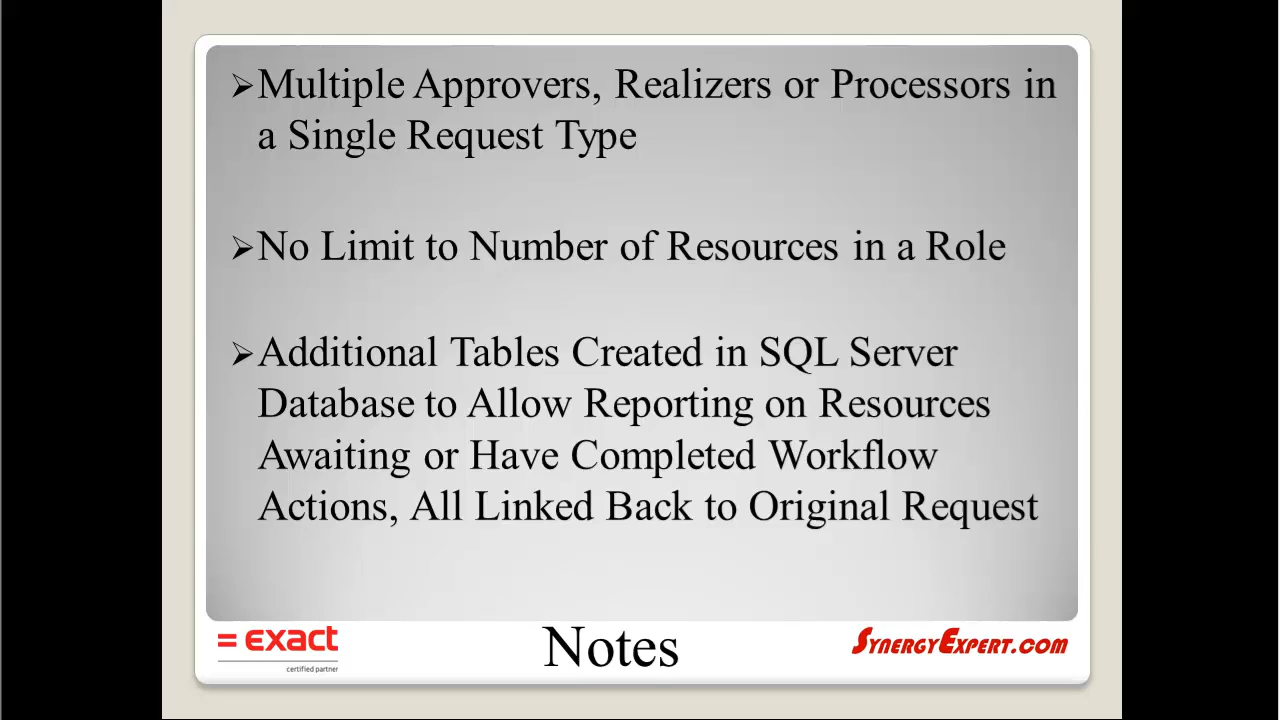 ➢Multiple Approvers, Realizers or Processors in
a Single Request Type
➢No Limit to Number of Resources in a Role
➢Additional Tables Created in SQL Server
Database to Allow Reporting on Resources
Awaiting or Have Completed Workflow
Actions, All Linked Back to Original Request
= exact
certified partner
Notes
SYNERGYEXPERT.COM